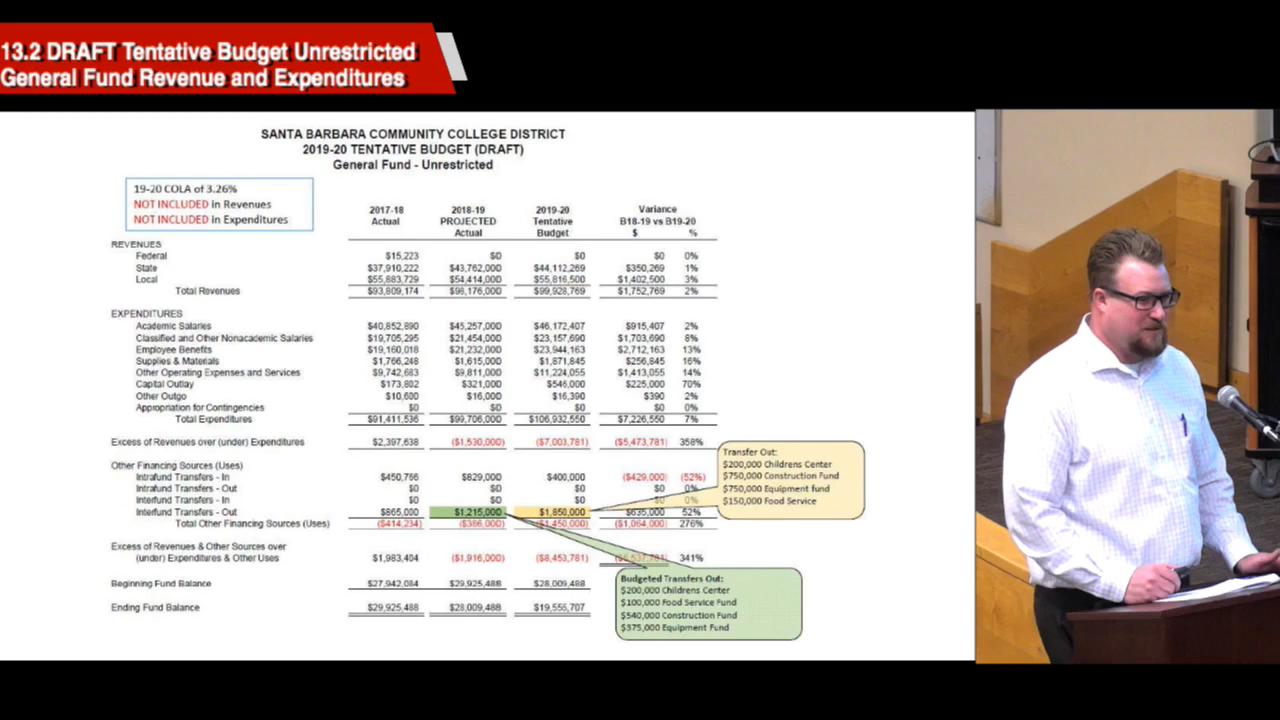 13.2 DRAFT Tentative Budget Unrestricted
General Fund Revenue and Expenditures
SANTA BARBARA COMMUNITY COLLEGE DISTRICT
2019-20 TENTATIVE BUDGET (DRAFT)
General Fund - Unrestricted
19-20 COLA of 3.26%
NOT INCLUDED in Revenues
NOT INCLUDED in Expenditures
2017-18 2018-19 2019-20 Variance
Actual PROJECTED Tentative B18-19 vs B19-20
Actual Budget $ %
REVENUES
Federal $15,223 $0 $0 $0 0%
State $37,910,222 $43,762,000 $44,112,269 $350,269 1%
Local $55,883,729 $54,414,000 $55,816,500 $1,402,500 3%
Total Revenues $93,809,174 $98,176,000 $99,928,769 $1,752,769 2%
EXPENDITURES
Academic Salaries $40,852,890 $45,257,000 $46,172,407 $915,407 2%
Classified and Other Nonacademic Salaries $19,705,295 $21,454,000 $23,157,690 $1,703,690 8%
Employee Benefits $19,160,018 $21,232,000 $23,944,163 $2,712,163 13%
Supplies & Materials $1,766,248 $1,615,000 $1,871,845 $256,845 16%
Other Operating Expenses and Services $9,742,683 $9,811,000 $11,224,055 $1,413,055 14%
Capital Outlay $173,802 $321,000 $546,000 $225,000 70%
Other Outgo $10,600 $16,000 $16,390 $390 2%
Appropriation for Contingencies $0 $0 $0 $0 0%
Total Expenditures $91,411,536 $99,706,000 $106,932,550 $7,226,550 7%
Excess of Revenues over (under) Expenditures $2,397,638 ($1,530,000) ($7,003,781) ($5,473,781) 358%
Other Financing Sources (Uses)
Intrafund Transfers - In $450,766 $829,000 $400,000 ($429,000) (52%)
Intrafund Transfers - Out $0 $0 $0 $0 0%
Interfund Transfers - In $0 $0 $0 $0 0%
Interfund Transfers - Out $865,000 $1,215,000 $1,850,000 $635,000 52%
Total Other Financing Sources (Uses) ($414,234) ($386,000) ($1,450,000) ($1,064,000) 276%
Excess of Revenues & Other Sources over
(under) Expenditures & Other Uses $1,983,404 ($1,916,000) ($8,453,781) 341%
Beginning Fund Balance $27,942,084 $29,925,488 $28,009,488
Ending Fund Balance $29,925,488 $28,009,488 $19,555,707
Transfer Out:
$200,000 Childrens Center
$750,000 Construction Fund
$750,000 Equipment fund
$150,000 Food Service
Budgeted Transfers Out:
$200,000 Childrens Center
$100,000 Food Service Fund
$540,000 Construction Fund
$375,000 Equipment Fund